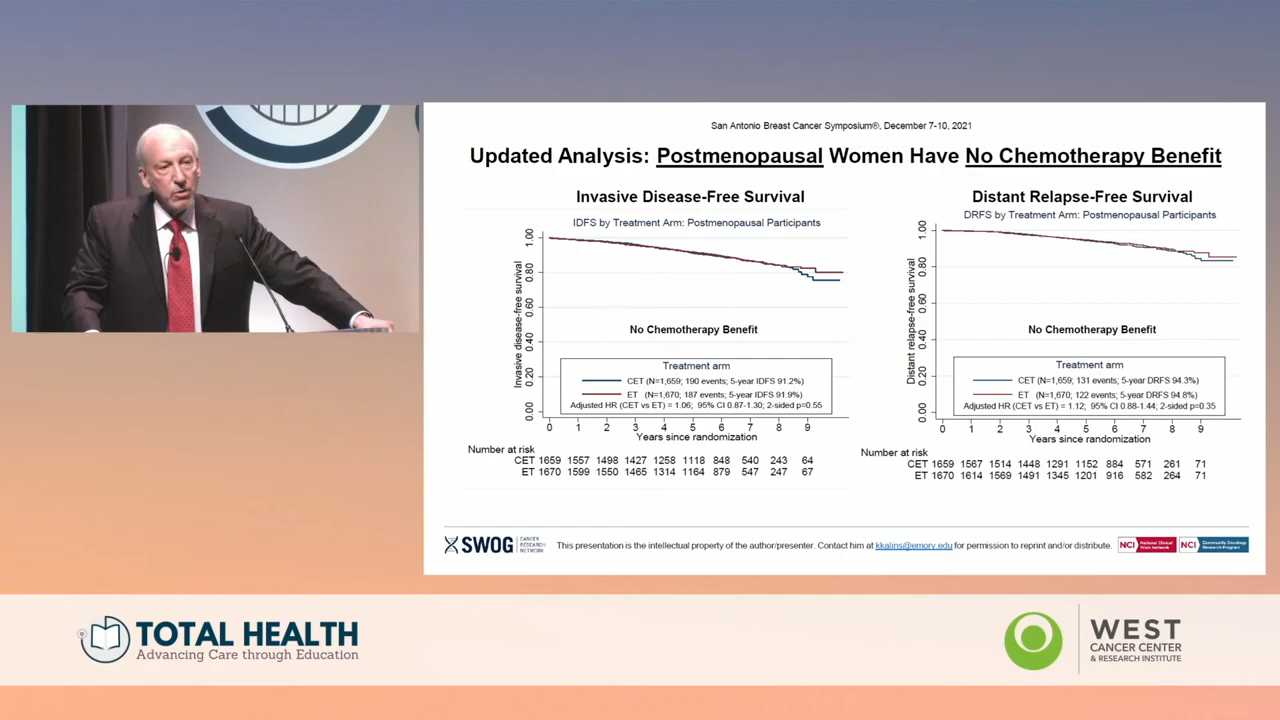 San Antonio Breast Cancer Symposium®, December 7-10, 2021
Updated Analysis: Postmenopausal Women Have No Chemotherapy Benefit
Invasive Disease-Free Survival
IDFS by Treatment Arm: Postmenopausal Participants
Invasive disease-free survival
1.00
0.80
0.60
0.40
0.20
0.00
No Chemotherapy Benefit
Treatment arm
CET (N=1,659; 190 events; 5-year IDFS 91.2%)
ET (N=1,670; 187 events; 5-year IDFS 91.9%)
Adjusted HR (CET vs ET) = 1.06; 95% CI 0.87-1.30; 2-sided p=0.55
0 1 2 3 4 5 6 7 8 9
Years since randomization
Number at risk
CET 1659 1557 1498 1427 1258 1118 848 540 243 64
ET 1670 1599 1550 1465 1314 1164 879 547 247 67
Distant Relapse-Free Survival
DRFS by Treatment Arm: Postmenopausal Participants
Distant relapse-free survival
1.00
0.80
0.60
0.40
0.20
0.00
No Chemotherapy Benefit
Treatment arm
CET (N=1,659; 131 events; 5-year DRFS 94.3%)
ET (N=1,670; 122 events; 5-year DRFS 94.8%)
Adjusted HR (CET vs ET) = 1.12; 95% CI 0.88-1.44; 2-sided p=0.35
0 1 2 3 4 5 6 7 8 9
Years since randomization
Number at risk
CET 1659 1567 1514 1448 1291 1152 884 571 261 71
ET 1670 1614 1569 1491 1345 1201 916 582 264 71
SWOG
CANCER
RESEARCH
NETWORK
This presentation is the intellectual property of the author/presenter. Contact him at kkalins@emory.edu for permission to reprint and/or distribute.
NCI National Clinical
Trials Network
NCI Community Oncology
Research Program
TOTAL HEALTH
Advancing Care through Education
WEST
CANCER CENTER
& RESEARCH INSTITUTE